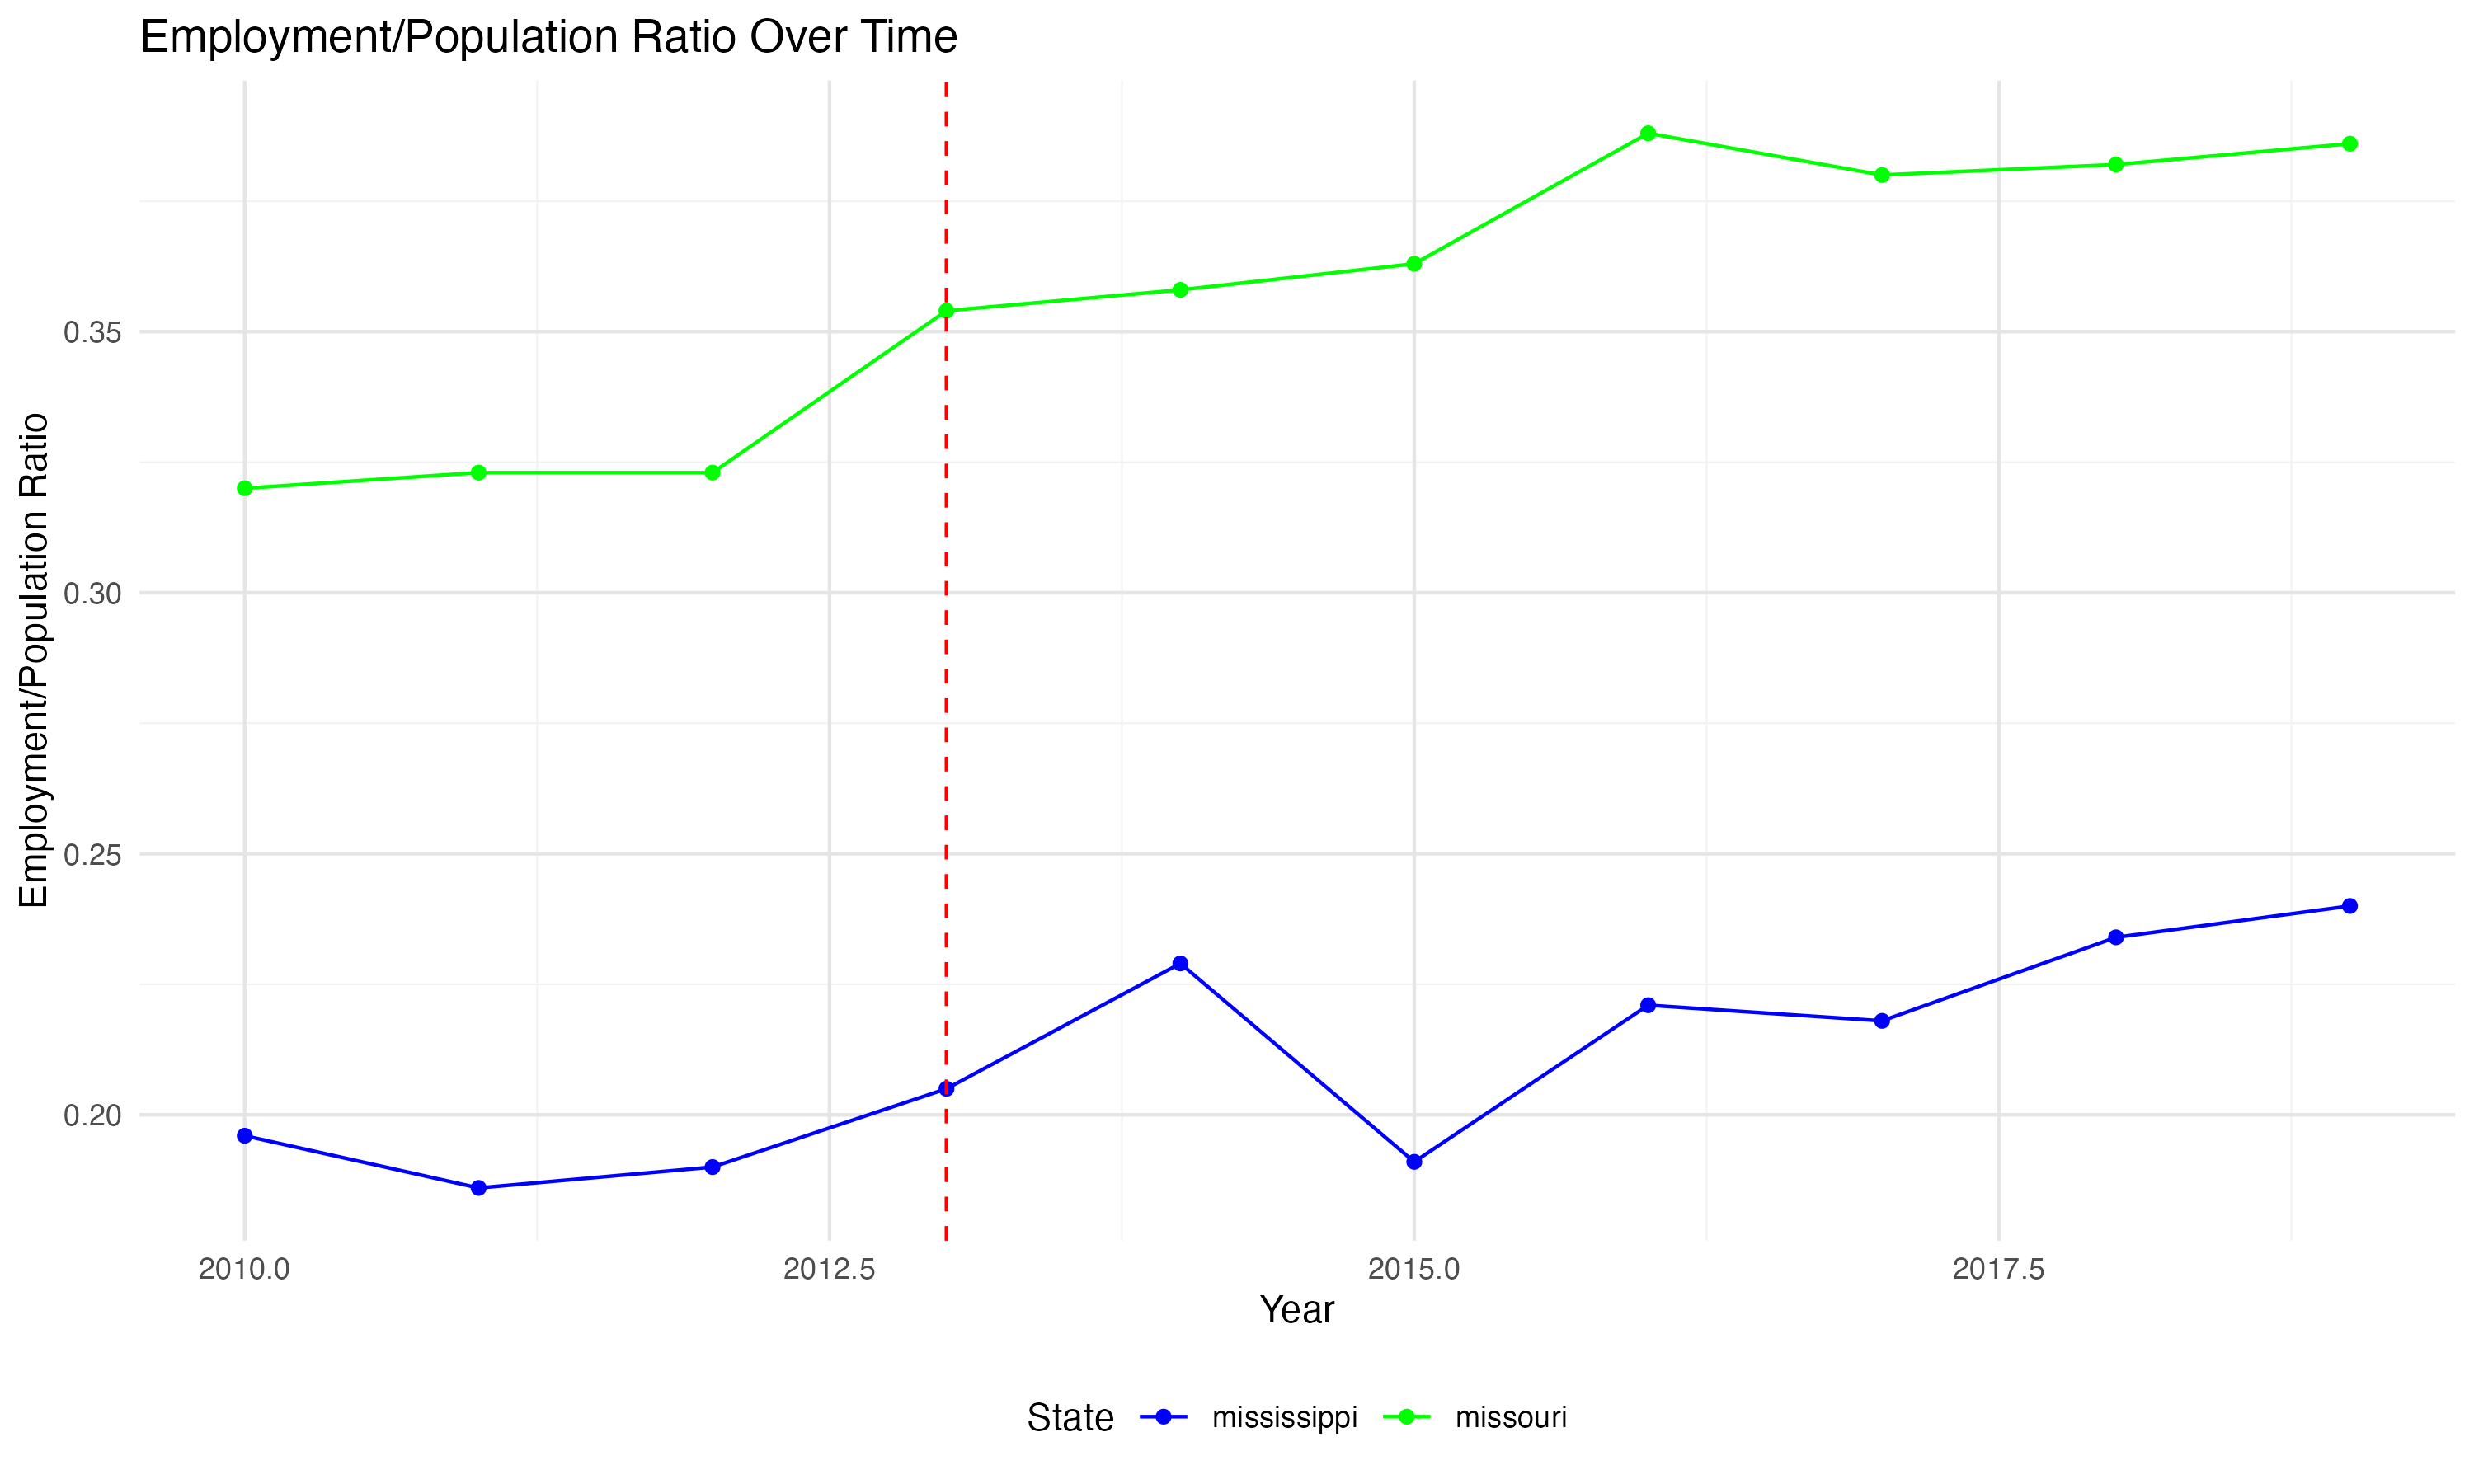 Employment/Population Ratio Over Time
Employment/Population Ratio
0.35
0.30
0.25
0.20
2010.0 2012.5 2015.0 2017.5
Year
State mississippi missouri